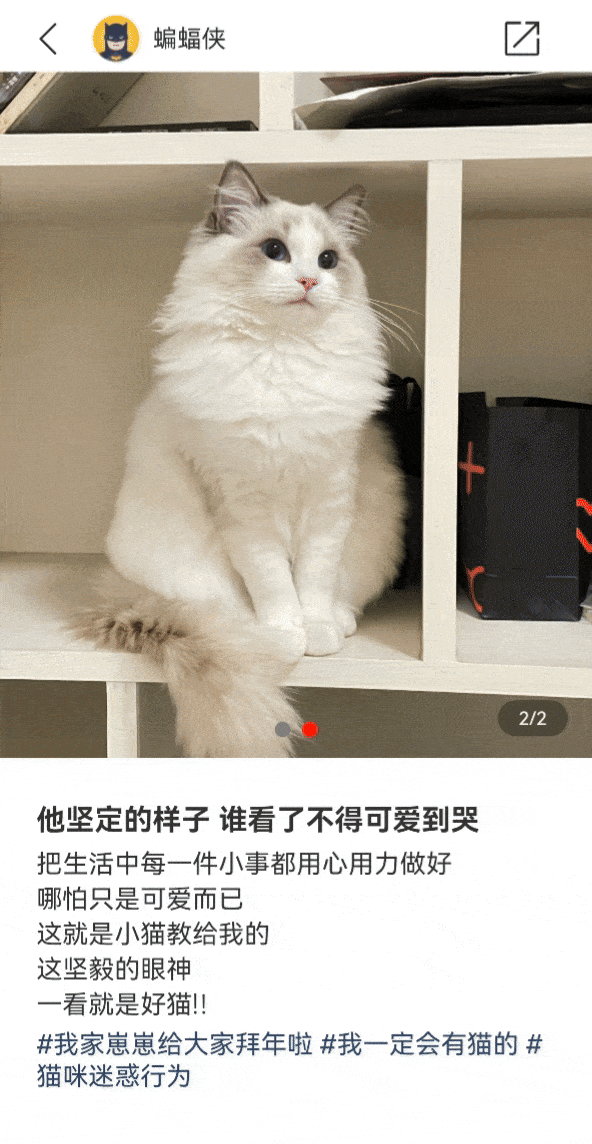 蝙蝠侠
2/2
他坚定的样子 谁看了不得可爱到哭
把生活中每一件小事都用心用力做好
哪怕只是可爱而已
这就是小猫教给我的
这坚毅的眼神
一看就是好猫!!
#我家崽崽给大家拜年啦 #我一定会有猫的 #
猫咪迷惑行为